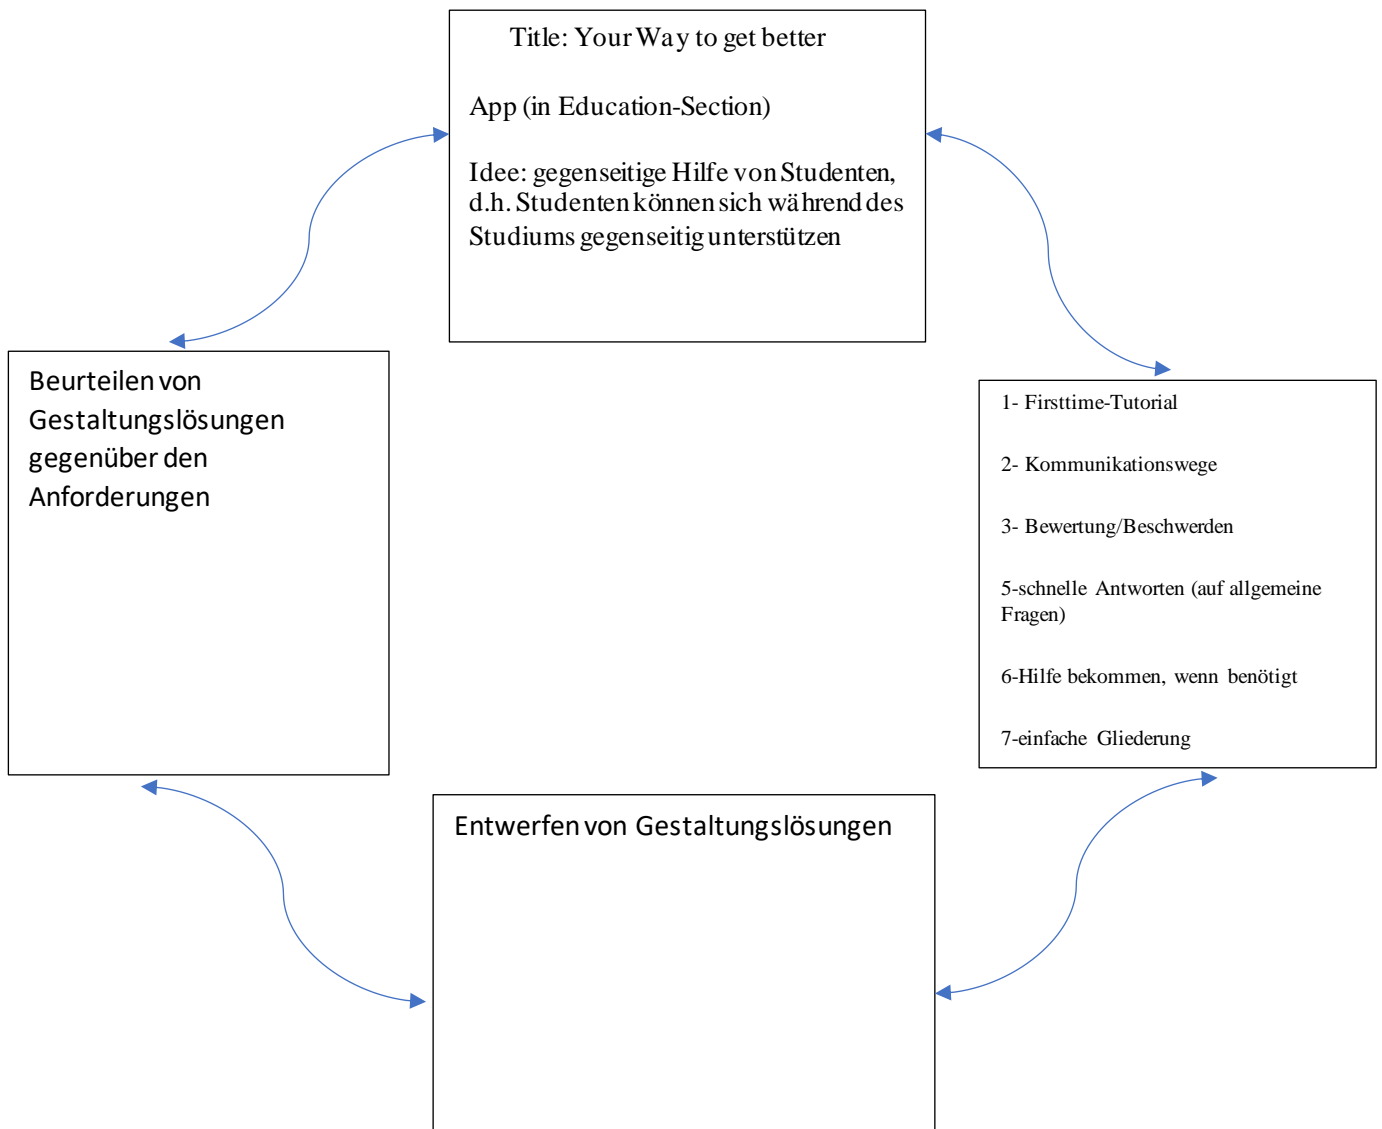 Title: Your Way to get better
App (in Education-Section)
Idee: gegenseitige Hilfe von Studenten,
d.h. Studenten können sich während des
Studiums gegenseitig unterstützen
Beurteilen von
Gestaltungslösungen
gegenüber den
Anforderungen
1- Firsttime-Tutorial
2- Kommunikationswege
3- Bewertung/Beschwerden
5-schnelle Antworten (auf allgemeine
Fragen)
6-Hilfe bekommen, wenn benötigt
7-einfache Gliederung
Entwerfen von Gestaltungslösungen